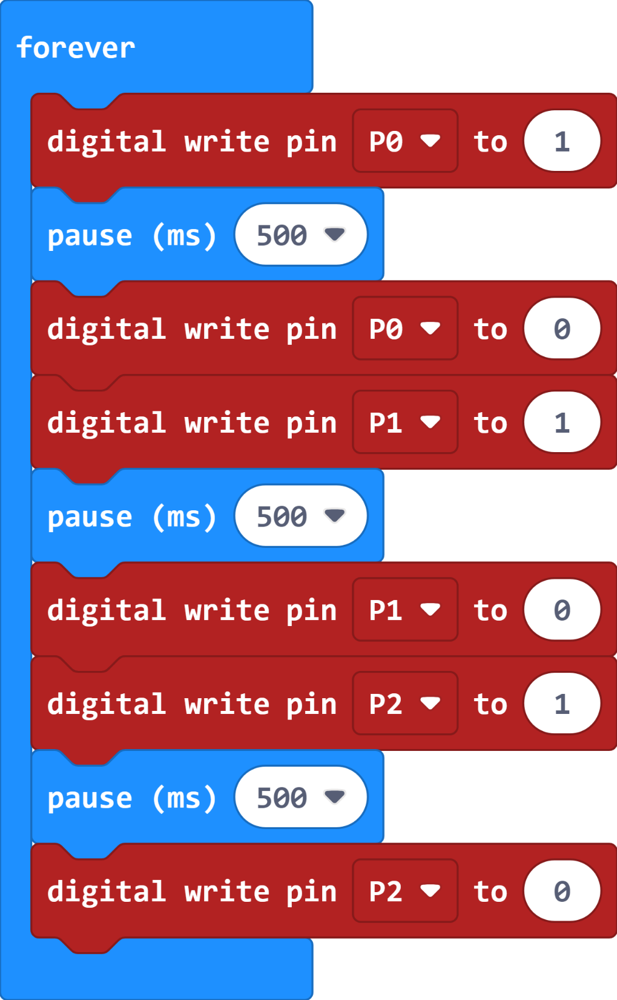 forever
digital write pin P0 to 1
pause (ms) 500
digital write pin P0 to 0
digital write pin P1 to 1
pause (ms) 500
digital write pin P1 to 0
digital write pin P2 to 1
pause (ms) 500
digital write pin P2 to 0